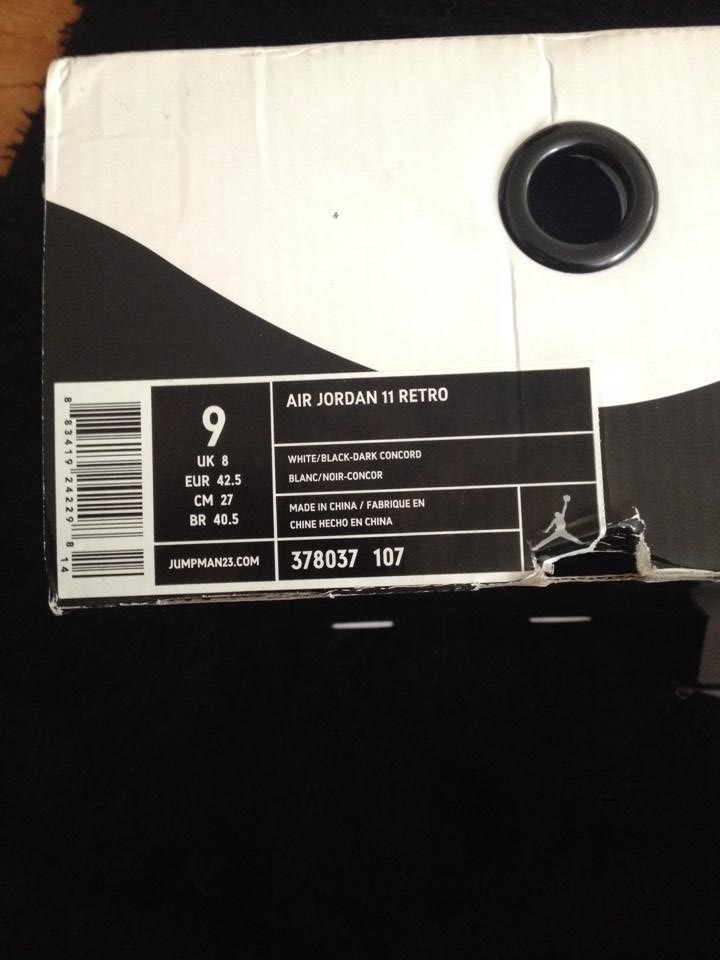 8 83419 24229 8 14
9
UK 8
EUR 42.5
CM 27
BR 40.5
JUMPMAN23.COM
AIR JORDAN 11 RETRO
WHITE/BLACK-DARK CONCORD
BLANC/NOIR-CONCOR
MADE IN CHINA / FABRIQUE EN
CHINE HECHO EN CHINA
378037 107